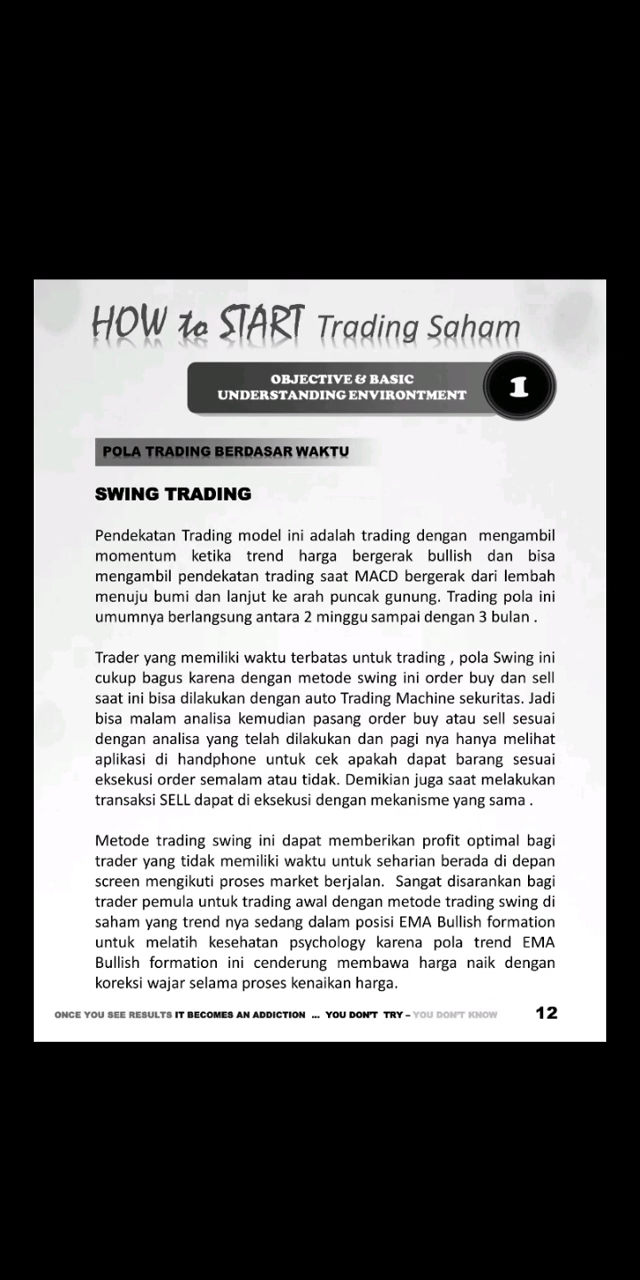 HOW to START Trading Saham
OBJECTIVE & BASIC
UNDERSTANDING ENVIRONTMENT
1
POLA TRADING BERDASAR WAKTU
SWING TRADING
Pendekatan Trading model ini adalah trading dengan mengambil
momentum ketika trend harga bergerak bullish dan bisa
mengambil pendekatan trading saat MACD bergerak dari lembah
menuju bumi dan lanjut ke arah puncak gunung. Trading pola ini
umumnya berlangsung antara 2 minggu sampai dengan 3 bulan .
Trader yang memiliki waktu terbatas untuk trading , pola Swing ini
cukup bagus karena dengan metode swing ini order buy dan sell
saat ini bisa dilakukan dengan auto Trading Machine sekuritas. Jadi
bisa malam analisa kemudian pasang order buy atau sell sesuai
dengan analisa yang telah dilakukan dan pagi nya hanya melihat
aplikasi di handphone untuk cek apakah dapat barang sesuai
eksekusi order semalam atau tidak. Demikian juga saat melakukan
transaksi SELL dapat di eksekusi dengan mekanisme yang sama .
Metode trading swing ini dapat memberikan profit optimal bagi
trader yang tidak memiliki waktu untuk seharian berada di depan
screen mengikuti proses market berjalan. Sangat disarankan bagi
trader pemula untuk trading awal dengan metode trading swing di
saham yang trend nya sedang dalam posisi EMA Bullish formation
untuk melatih kesehatan psychology karena pola trend EMA
Bullish formation ini cenderung membawa harga naik dengan
koreksi wajar selama proses kenaikan harga.
ONCE YOU SEE RESULTS IT BECOMES AN ADDICTION ... YOU DON'T TRY – YOU DON'T KNOW 12